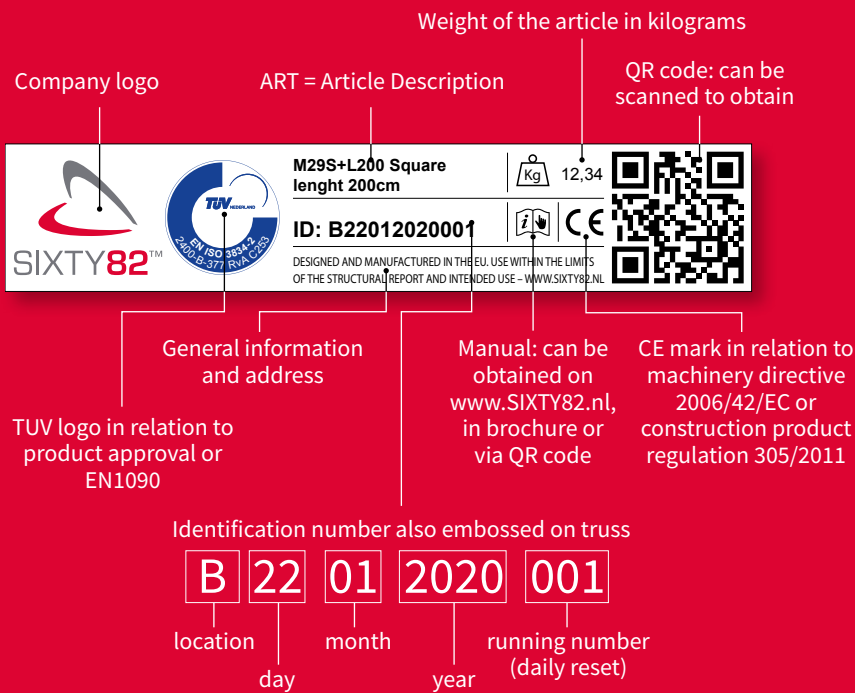 Weight of the article in kilograms
Company logo
ART = Article Description
QR code: can be
scanned to obtain
M29S+L200 Square
lenght 200cm
Kg
12,34
TUV NEDERLAND
EN ISO 3834-2
2400-B-377 RvA C253
ID: B22012020001
i
CE
SIXTY82™
DESIGNED AND MANUFACTURED IN THE EU. USE WITHIN THE LIMITS
OF THE STRUCTURAL REPORT AND INTENDED USE – WWW.SIXTY82.NL
General information
and address
Manual: can be
obtained on
www.SIXTY82.nl,
in brochure or
via QR code
CE mark in relation to
machinery directive
2006/42/EC or
construction product
regulation 305/2011
TUV logo in relation to
product approval or
EN1090
Identification number also embossed on truss
B 22 01 2020 001
location
day
month
year
running number
(daily reset)